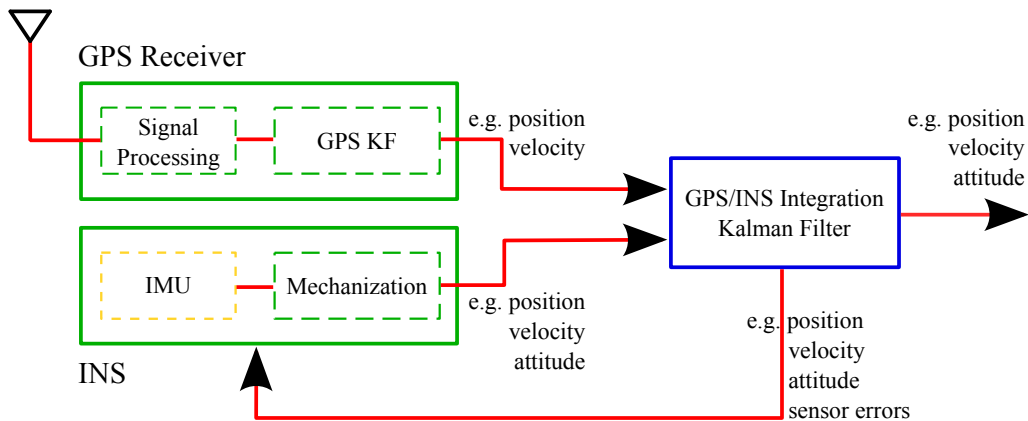 GPS Receiver
Signal
Processing
GPS KF
e.g. position
velocity
IMU
Mechanization
INS
e.g. position
velocity
attitude
GPS/INS Integration
Kalman Filter
e.g. position
velocity
attitude
e.g. position
velocity
attitude
sensor errors